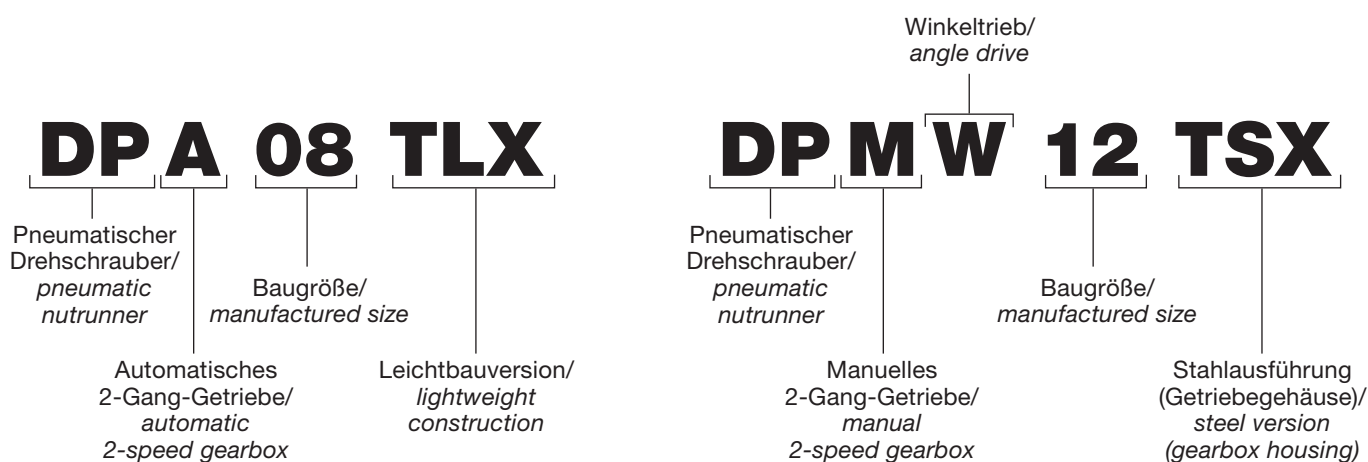 Winkeltrieb/
angle drive
DPA 08 TLX
Pneumatischer
Drehschrauber/
pneumatic
nutrunner
Baugröße/
manufactured size
Automatisches
2-Gang-Getriebe/
automatic
2-speed gearbox
Leichtbauversion/
lightweight
construction
DPMW 12 TSX
Pneumatischer
Drehschrauber/
pneumatic
nutrunner
Baugröße/
manufactured size
Manuelles
2-Gang-Getriebe/
manual
2-speed gearbox
Stahlausführung
(Getriebegehäuse)/
steel version
(gearbox housing)